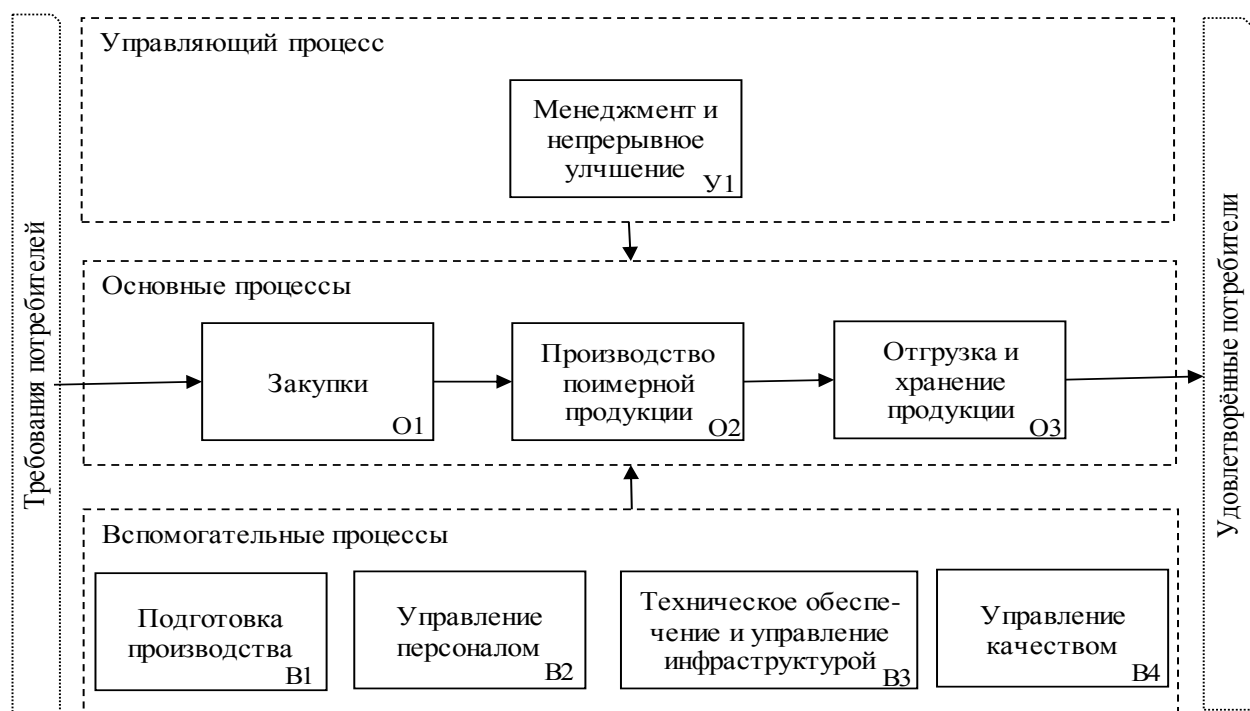 Управляющий процесс
Менеджмент и
непрерывное
улчшение
У1
Требования потребителей
Основные процессы
Закупки
О1
Производство
поимерной
продукции
О2
Отгрузка и
хранение
продукции
О3
Удовлетворённые потребители
Вспомогательные процессы
Подготовка
производства
В1
Управление
персоналом
В2
Техническое обеспе-
чение и управление
инфраструктурой
В3
Управление
качеством
В4